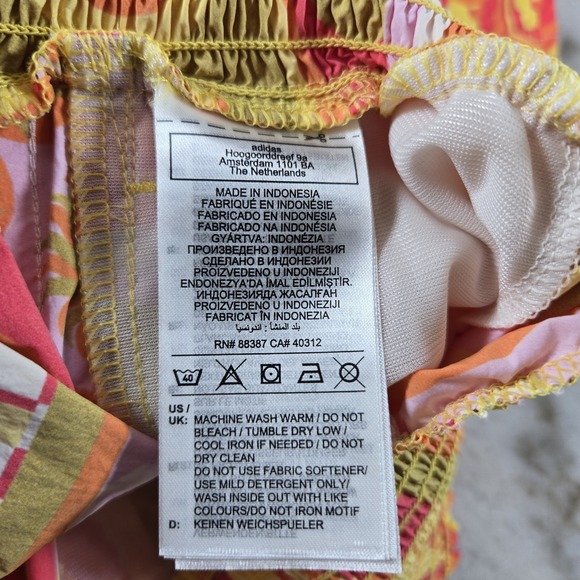 adidas
Hoogoorddreef 9a
Amsterdam 1101 BA
The Netherlands
MADE IN INDONESIA
FABRIQUÉ EN INDONÉSIE
FABRICADO EN INDONESIA
FABRICADO NA INDONÉSIA
GYÁRTVA: INDONÉZIA
ПРОИЗВЕДЕНО В ИНДОНЕЗИЯ
СДЕЛАНО В ИНДОНЕЗИИ
PROIZVEDENO U INDONEZIJI
ENDONEZYA'DA İMAL EDİLMİŞTİR.
ИНДОНЕЗИЯДА ЖАСАЛҒАН
PROIZVEDENO U INDONEZIJI
FABRICAT ÎN INDONEZIA
بلد المنشأ: اندونيسيا
RN# 88387 CA# 40312
40
US /
UK: MACHINE WASH WARM / DO NOT
BLEACH / TUMBLE DRY LOW /
COOL IRON IF NEEDED / DO NOT
DRY CLEAN
DO NOT USE FABRIC SOFTENER/
USE MILD DETERGENT ONLY/
WASH INSIDE OUT WITH LIKE
COLOURS/DO NOT IRON MOTIF
D: KEINEN WEICHSPUELER
VERWENDEN/BITTE